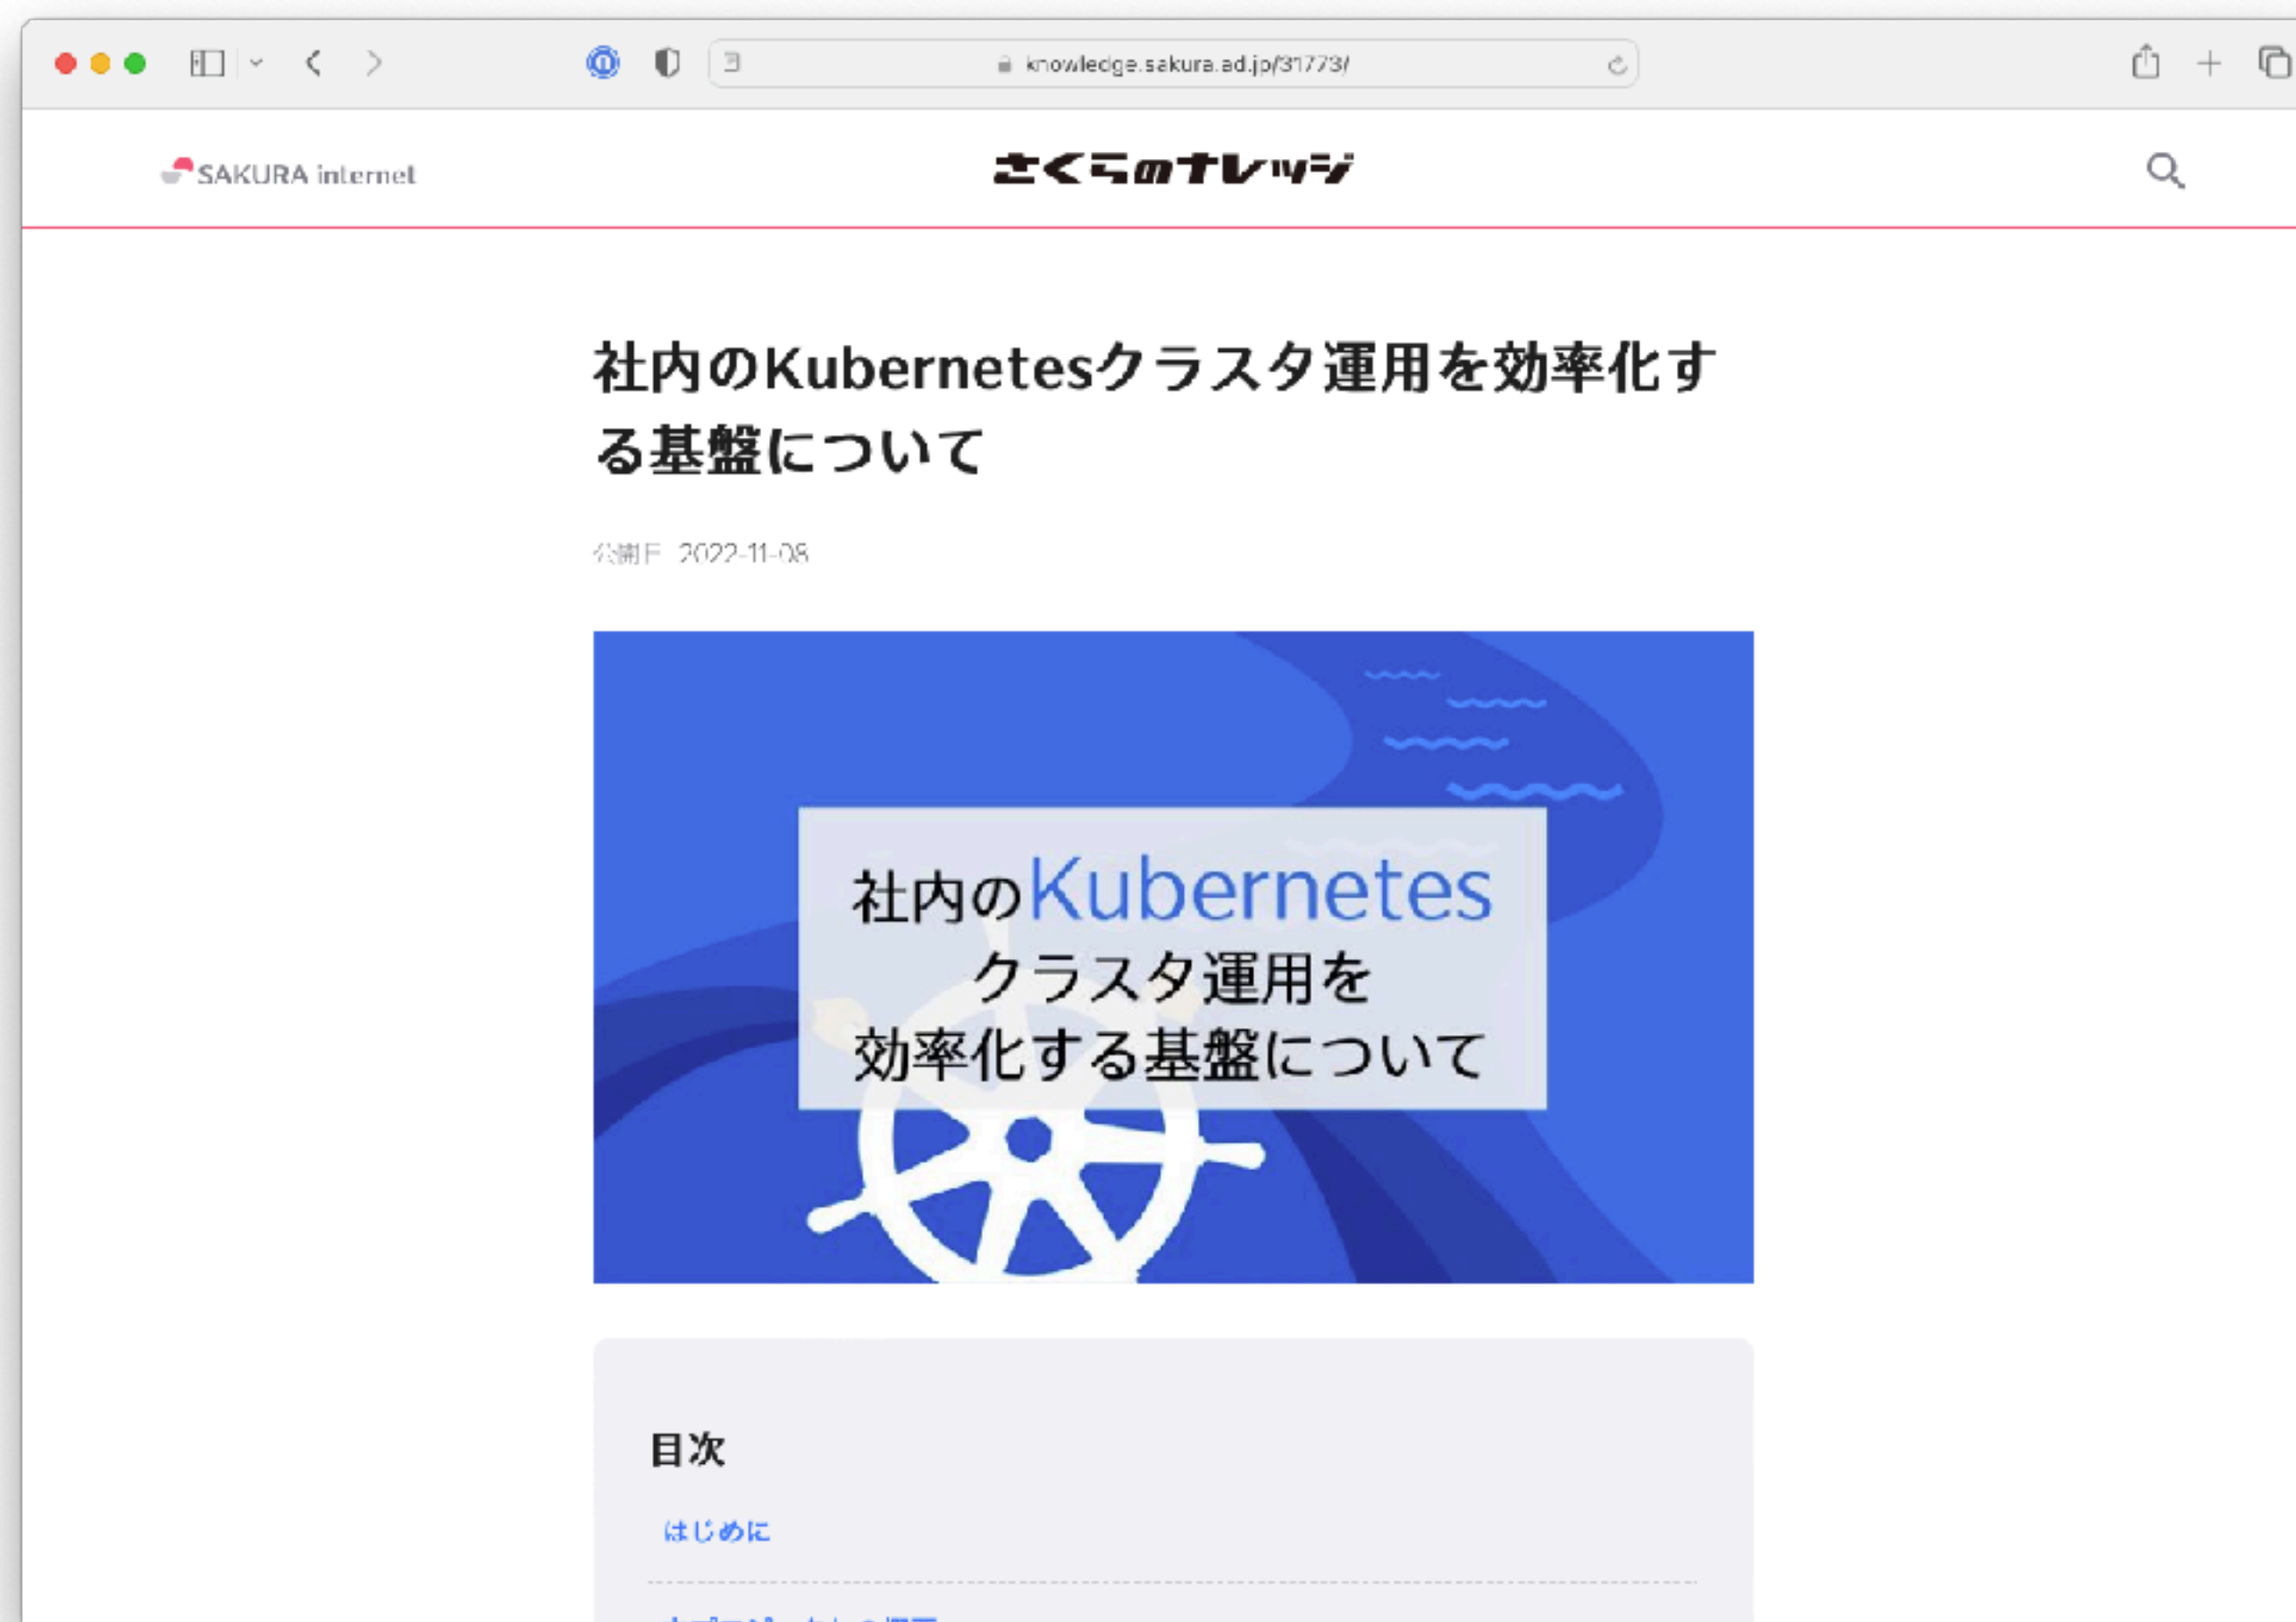 knowledge.sakura.ad.jp/31773/
SAKURA internet
さくらのナレッジ
社内のKubernetesクラスタ運用を効率化す
る基盤について
公開日 2022-11-08
社内のKubernetes
クラスタ運用を
効率化する基盤について
目次
はじめに